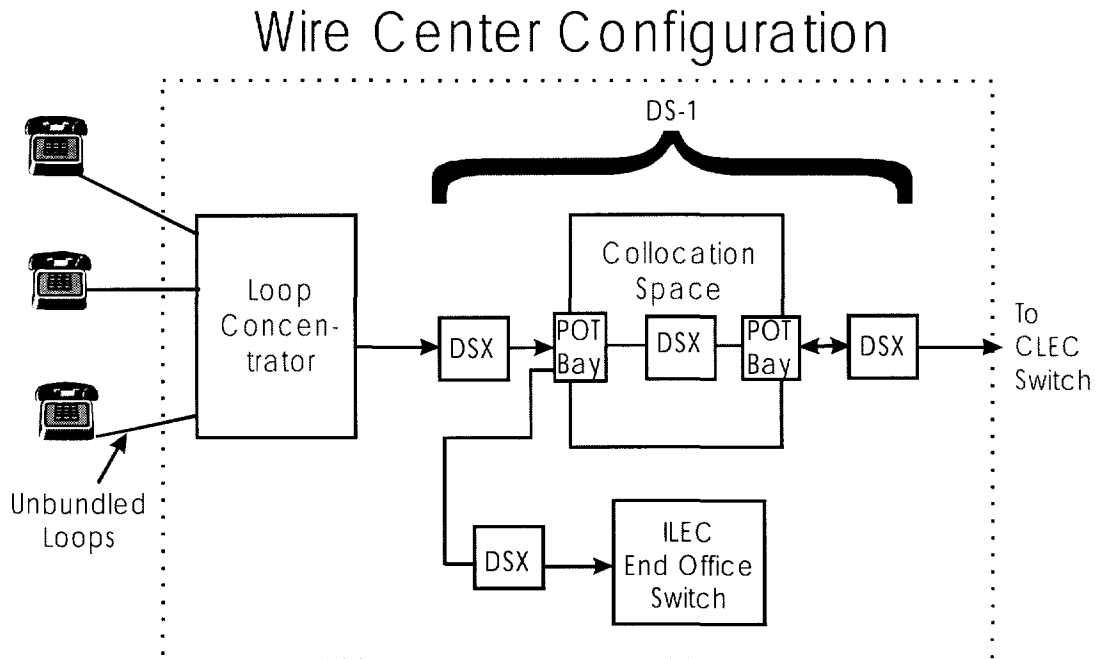 Wire Center Configuration
DS-1
Loop
Concen-
trator
Collocation
Space
DSX
POT
Bay
DSX
POT
Bay
DSX
To
CLEC
Switch
Unbundled
Loops
DSX
ILEC
End Office
Switch